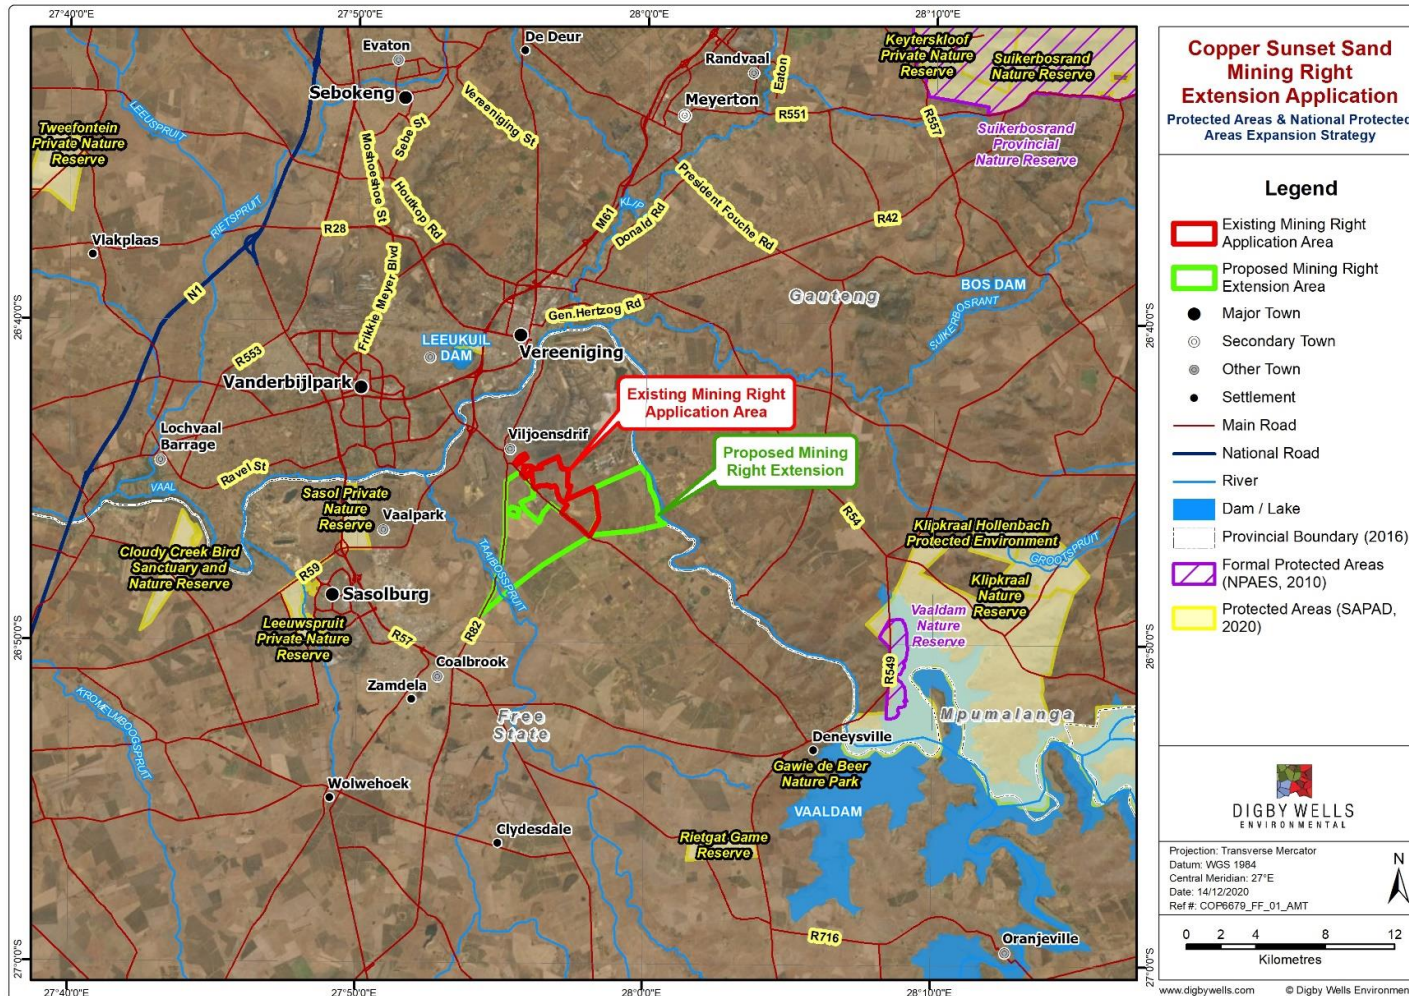 27°40'0"E
27°50'0"E
28°0'0"E
28°10'0"E
De Deur
Evaton
Sebokeng
Randvaal
Meyerton
Eaton
R551
R557
Keyterskloof
Private Nature
Reserve
Suikerbosrand
Nature Reserve
Suikerbosrand
Provincial
Nature Reserve
Tweefontein
Private Nature
Reserve
LEEUSPRUIT
RIETSPRUIT
Vereeniging St
Sebe St
Moshoeshoe St
Houtkop Rd
R28
Frikkie Meyer Blvd
Vlakplaas
N1
R553
M61
KLIP
Donald Rd
President Fouche Rd
R42
Gauteng
BOS DAM
SUIKERBOSRANT
Gen.Hertzog Rd
LEEUKUIL
DAM
Vereeniging
Vanderbijlpark
26°40'0"S
26°40'0"S
Existing Mining Right
Application Area
Proposed Mining
Right Extension
Viljoensdrif
Lochvaal
Barrage
Ravel St
VAAL
Sasol Private
Nature
Reserve
Vaalpark
Cloudy Creek Bird
Sanctuary and
Nature Reserve
R59
Sasolburg
TAAIBOSSPRUIT
Leeuwspruit
Private Nature
Reserve
R57
R82
R54
Klipkraal Hollenbach
Protected Environment
GROOTSPRUIT
Klipkraal
Nature
Reserve
Vaaldam
Nature
Reserve
R549
26°50'0"S
26°50'0"S
Coalbrook
Zamdela
KROMELMBOOGSPRUIT
Free
State
Mpumalanga
Deneysville
Gawie de Beer
Nature Park
VAALDAM
Wolwehoek
Clydesdale
Rietgat Game
Reserve
R716
Oranjeville
27°0'0"S
27°0'0"S
27°40'0"E
27°50'0"E
28°0'0"E
28°10'0"E
Copper Sunset Sand
Mining Right
Extension Application
Protected Areas & National Protected
Areas Expansion Strategy
Legend
Existing Mining Right
Application Area
Proposed Mining Right
Extension Area
Major Town
Secondary Town
Other Town
Settlement
Main Road
National Road
River
Dam / Lake
Provincial Boundary (2016)
Formal Protected Areas
(NPAES, 2010)
Protected Areas (SAPAD,
2020)
DIGBY WELLS
ENVIRONMENTAL
Projection: Transverse Mercator
Datum: WGS 1984
Central Meridian: 27°E
Date: 14/12/2020
Ref #: COP6679_FF_01_AMT
N
0 2 4 8 12
Kilometres
www.digbywells.com © Digby Wells Environmen